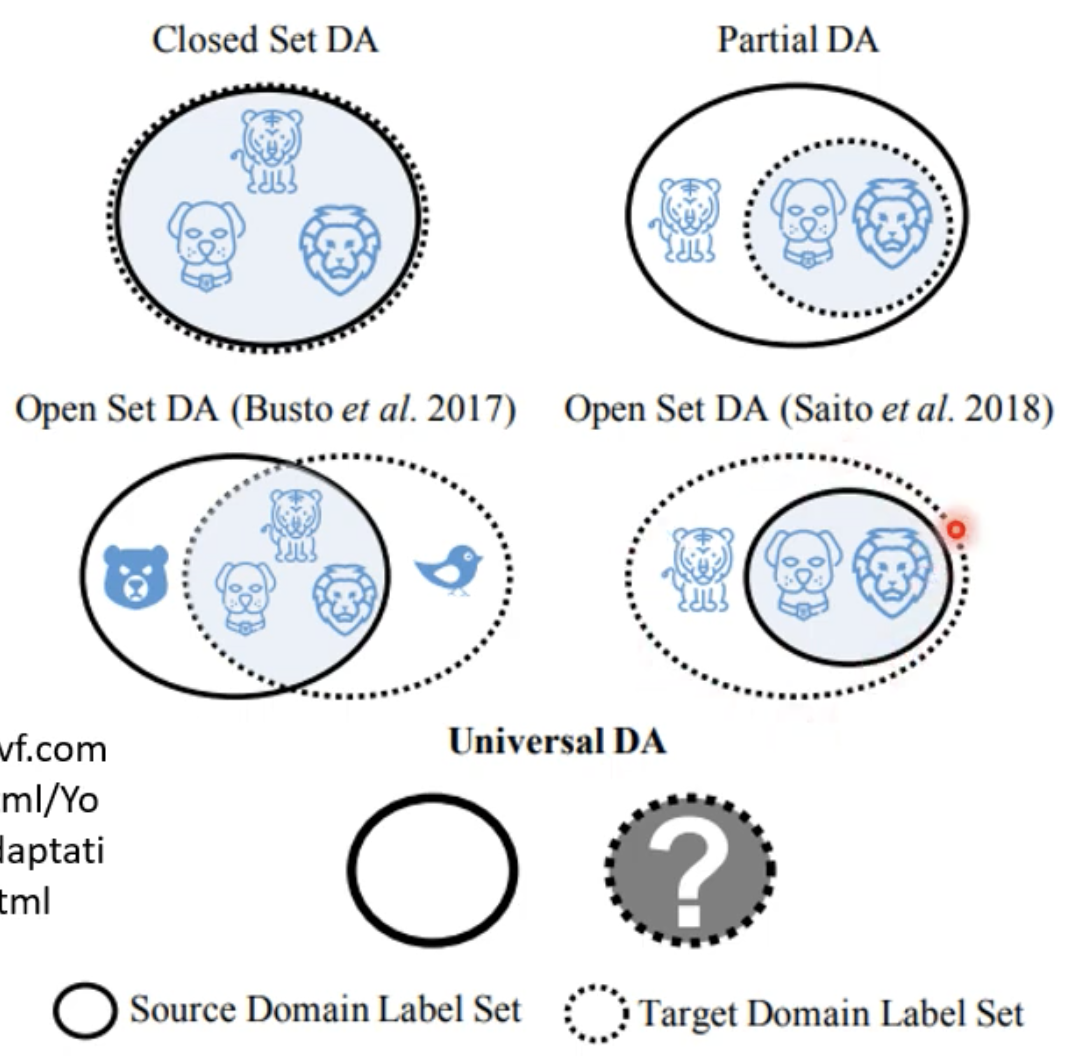 Closed Set DA
Partial DA
Open Set DA (Busto et al. 2017)
Open Set DA (Saito et al. 2018)
Universal DA
vf.com
ml/Yo
daptati
tml
?
Source Domain Label Set
Target Domain Label Set